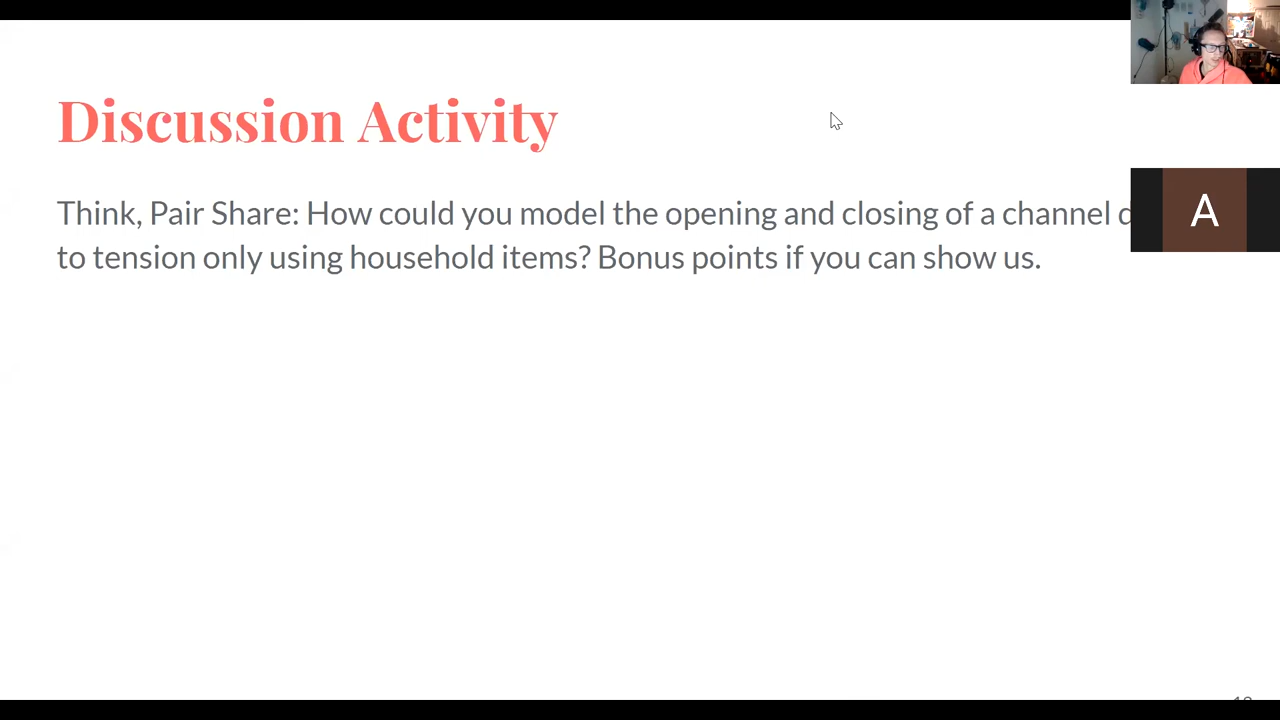 Discussion Activity
Think, Pair Share: How could you model the opening and closing of a channel
A
to tension only using household items? Bonus points if you can show us.